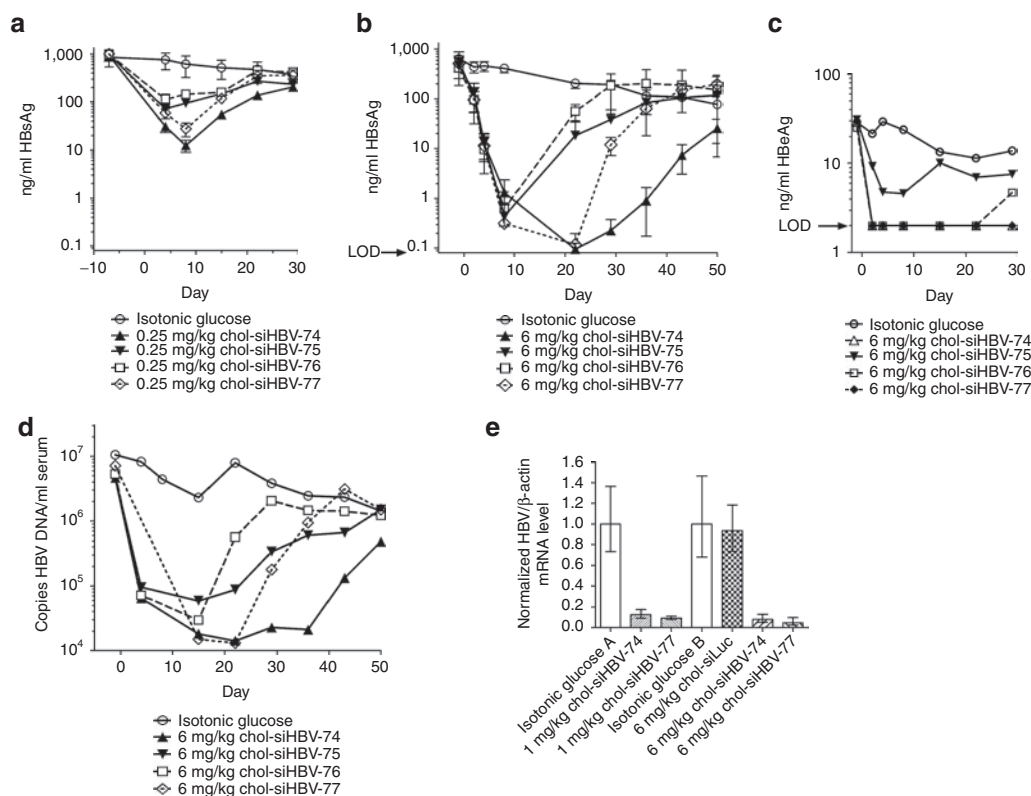 a
ng/ml HBsAg
1,000
100
10
1
0.1
−10
0
10
20
30
Day
Isotonic glucose
0.25 mg/kg chol-siHBV-74
0.25 mg/kg chol-siHBV-75
0.25 mg/kg chol-siHBV-76
0.25 mg/kg chol-siHBV-77
b
ng/ml HBsAg
1,000
100
10
1
0.1
LOD
0
10
20
30
40
50
Day
Isotonic glucose
6 mg/kg chol-siHBV-74
6 mg/kg chol-siHBV-75
6 mg/kg chol-siHBV-76
6 mg/kg chol-siHBV-77
c
ng/ml HBeAg
100
10
LOD
1
0
10
20
30
Day
Isotonic glucose
6 mg/kg chol-siHBV-74
6 mg/kg chol-siHBV-75
6 mg/kg chol-siHBV-76
6 mg/kg chol-siHBV-77
d
Copies HBV DNA/ml serum
10⁷
10⁶
10⁵
10⁴
0
10
20
30
40
50
Day
Isotonic glucose
6 mg/kg chol-siHBV-74
6 mg/kg chol-siHBV-75
6 mg/kg chol-siHBV-76
6 mg/kg chol-siHBV-77
e
Normalized HBV/β-actin
mRNA level
1.6
1.4
1.2
1.0
0.8
0.6
0.4
0.2
0.0
Isotonic glucose A
1 mg/kg chol-siHBV-74
1 mg/kg chol-siHBV-77
Isotonic glucose B
6 mg/kg chol-siLuc
6 mg/kg chol-siHBV-74
6 mg/kg chol-siHBV-77